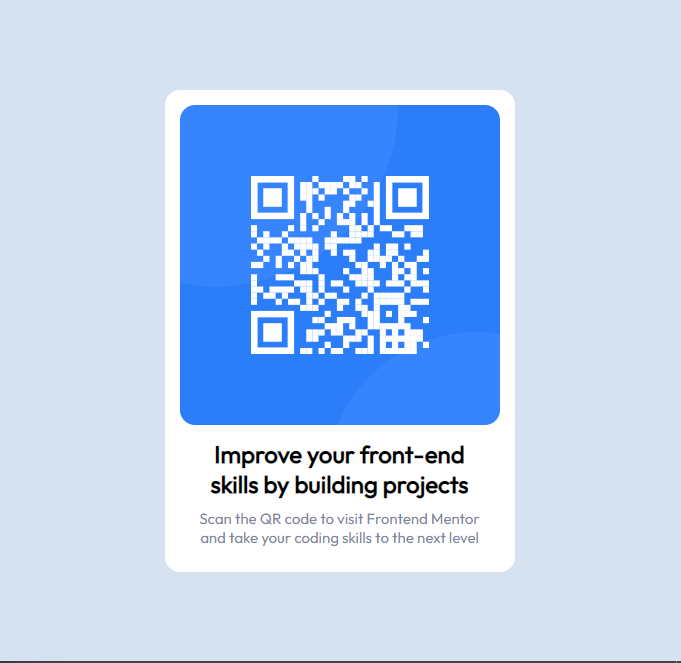 Improve your front-end
skills by building projects
Scan the QR code to visit Frontend Mentor
and take your coding skills to the next level